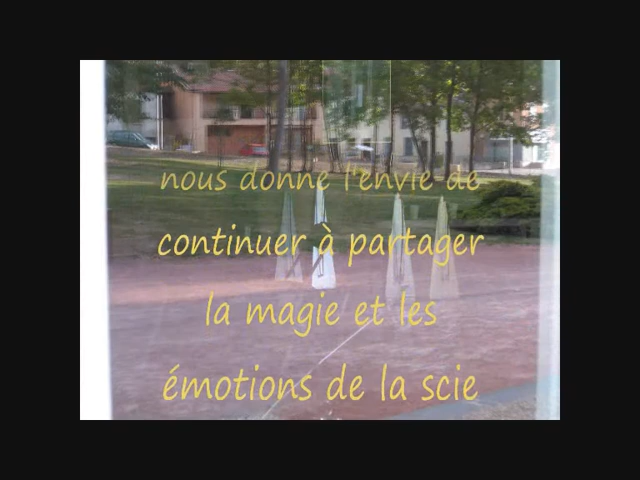 nous donne l'envie de
continuer à partager
la magie et les
émotions de la scie